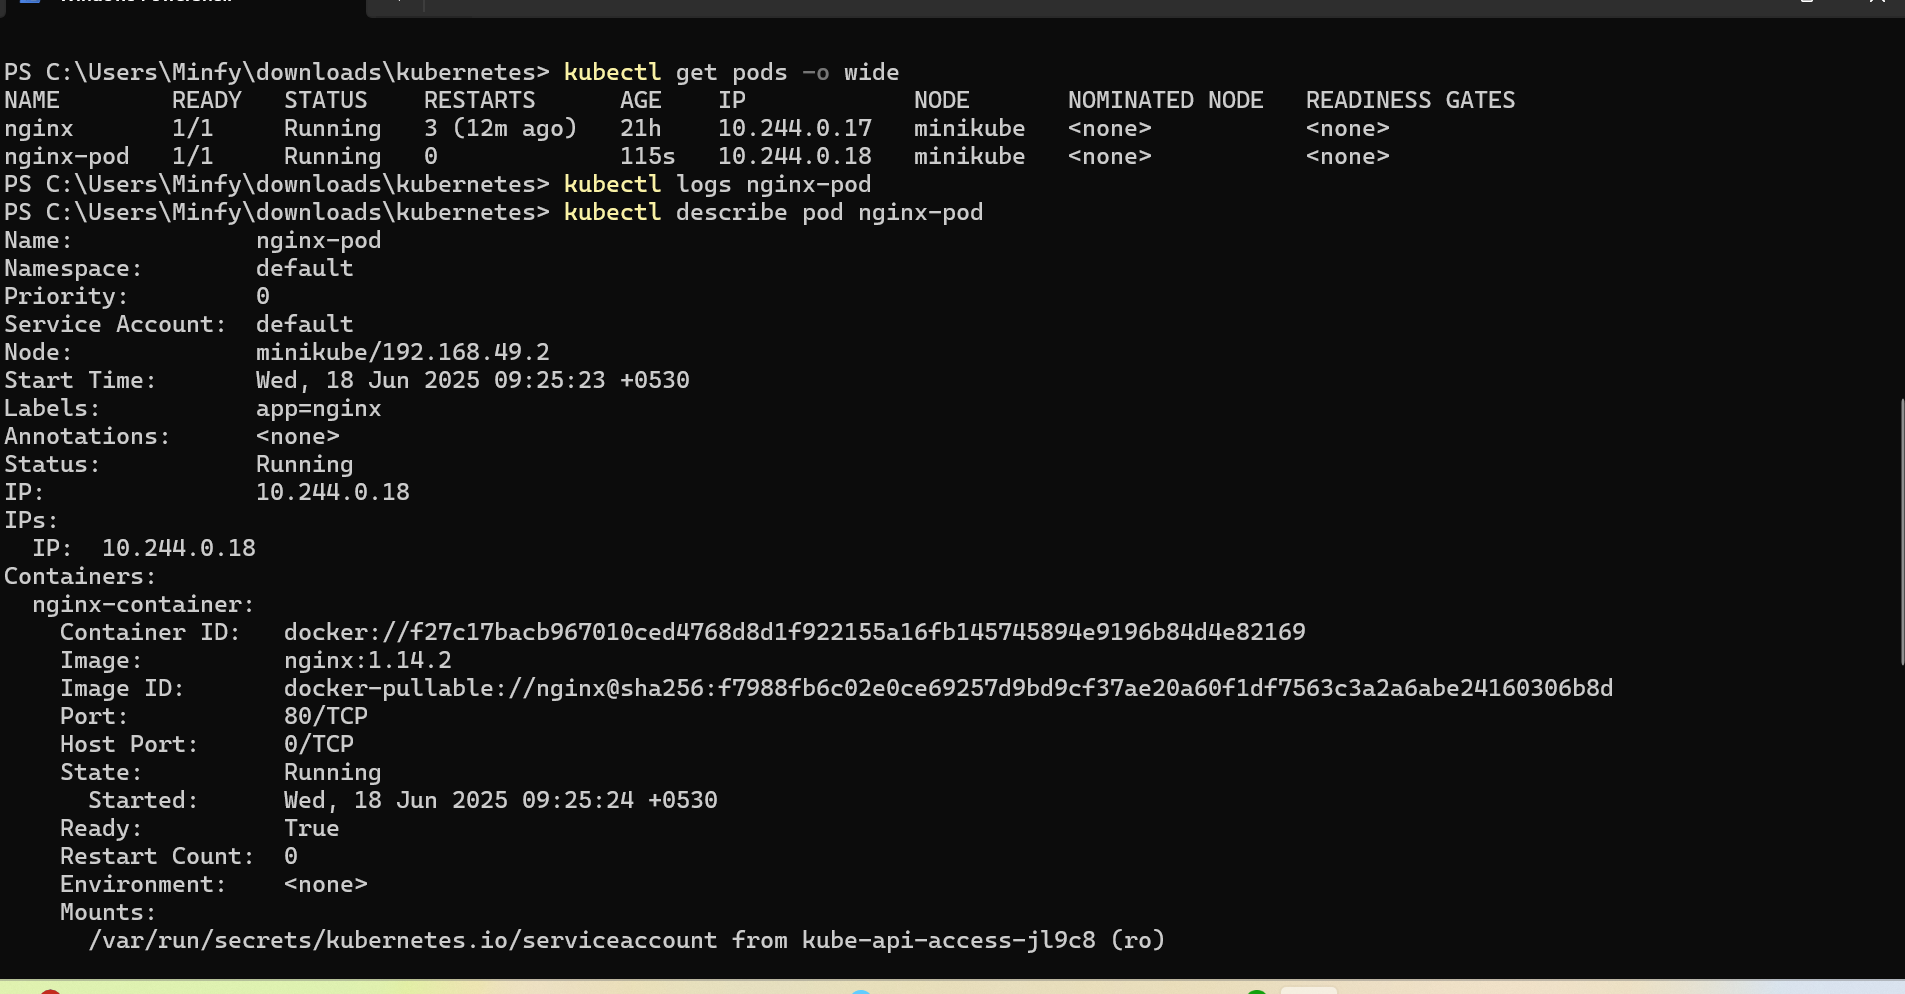 PS C:\Users\Minfy\downloads\kubernetes> kubectl get pods -o wide
NAME        READY   STATUS    RESTARTS      AGE    IP            NODE       NOMINATED NODE   READINESS GATES
nginx       1/1     Running   3 (12m ago)   21h    10.244.0.17   minikube   <none>           <none>
nginx-pod   1/1     Running   0             115s   10.244.0.18   minikube   <none>           <none>
PS C:\Users\Minfy\downloads\kubernetes> kubectl logs nginx-pod
PS C:\Users\Minfy\downloads\kubernetes> kubectl describe pod nginx-pod
Name:             nginx-pod
Namespace:        default
Priority:         0
Service Account:  default
Node:             minikube/192.168.49.2
Start Time:       Wed, 18 Jun 2025 09:25:23 +0530
Labels:           app=nginx
Annotations:      <none>
Status:           Running
IP:               10.244.0.18
IPs:
  IP:  10.244.0.18
Containers:
  nginx-container:
    Container ID:   docker://f27c17bacb967010ced4768d8d1f922155a16fb145745894e9196b84d4e82169
    Image:          nginx:1.14.2
    Image ID:       docker-pullable://nginx@sha256:f7988fb6c02e0ce69257d9bd9cf37ae20a60f1df7563c3a2a6abe24160306b8d
    Port:           80/TCP
    Host Port:      0/TCP
    State:          Running
      Started:      Wed, 18 Jun 2025 09:25:24 +0530
    Ready:          True
    Restart Count:  0
    Environment:    <none>
    Mounts:
      /var/run/secrets/kubernetes.io/serviceaccount from kube-api-access-jl9c8 (ro)